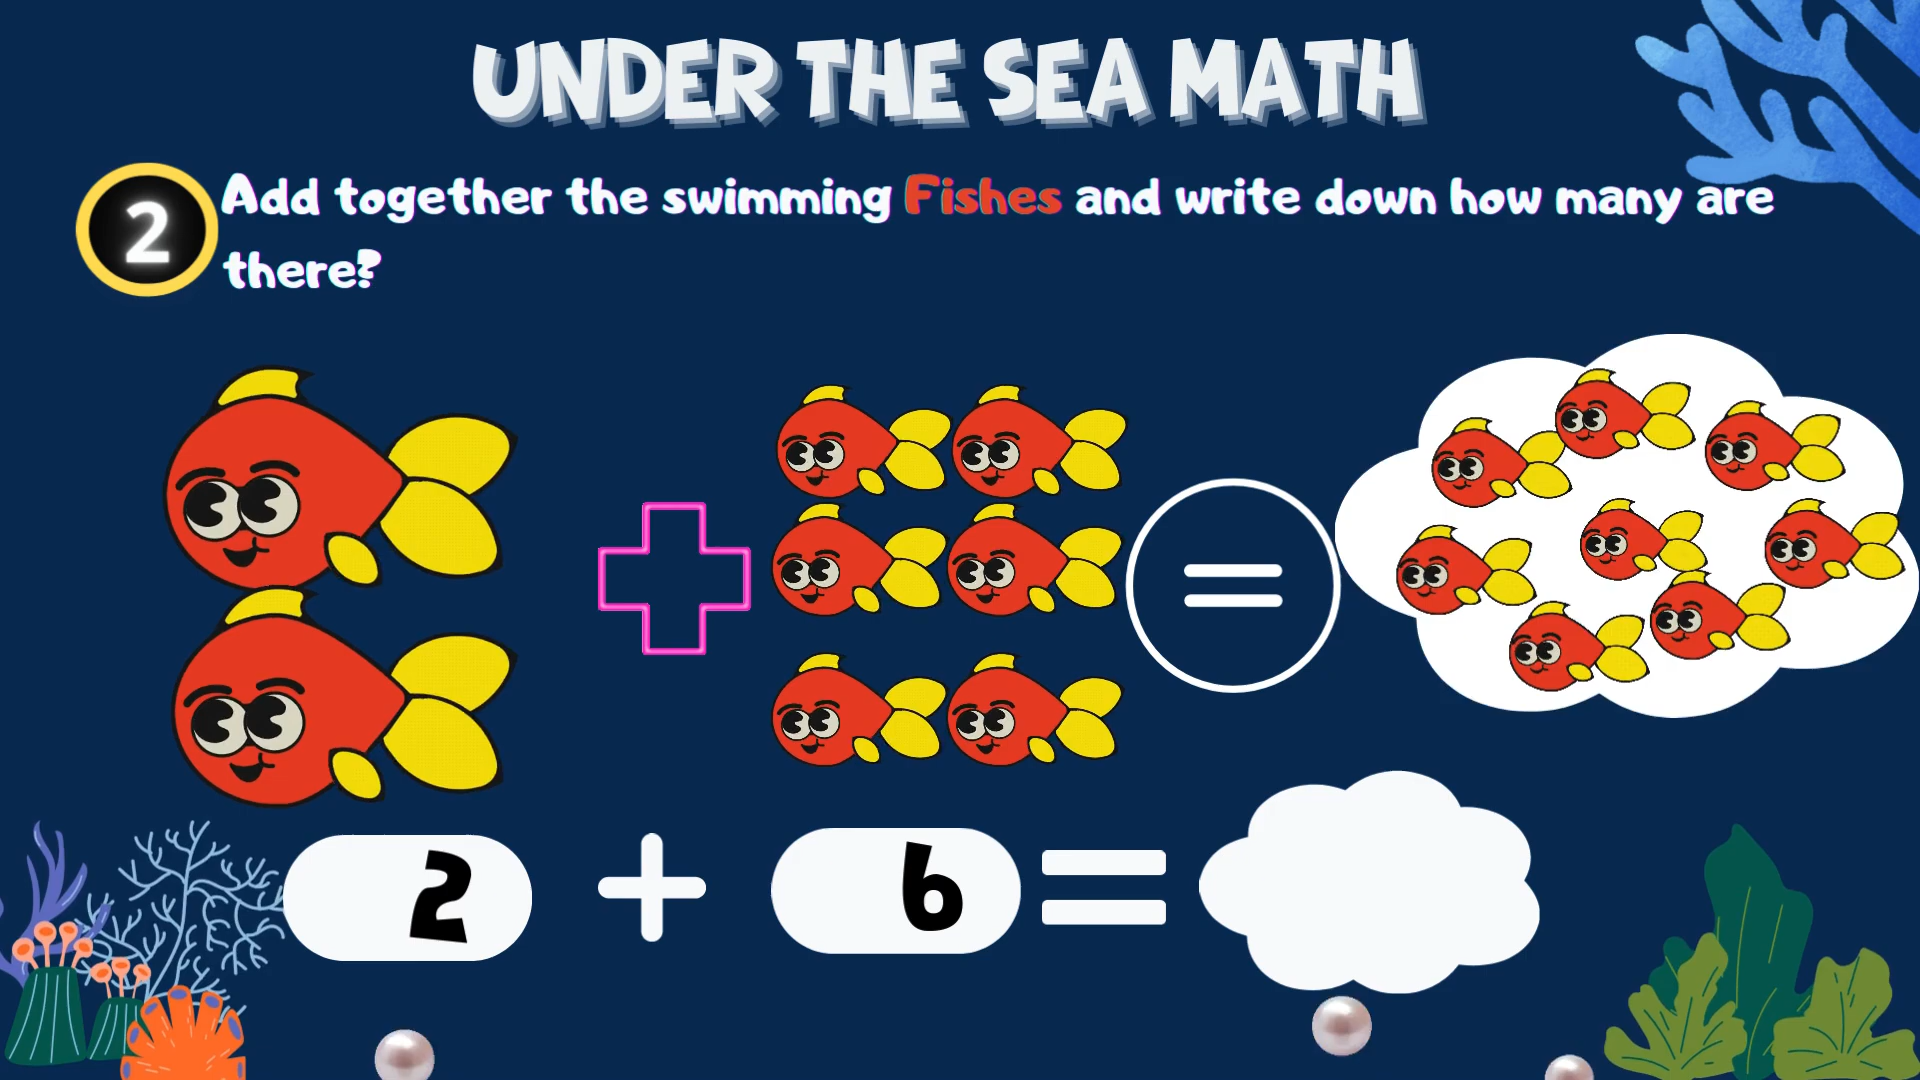 UNDER THE SEA MATH
2
Add together the swimming Fishes and write down how many are
there?
+ =
2 + 6 =